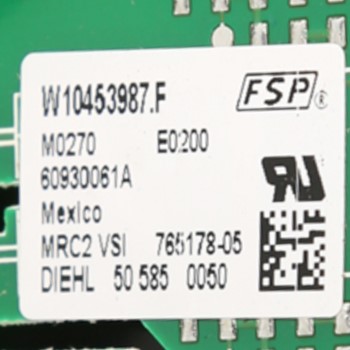 W10453987.F FSP®
M0270 E0200
60930061A
Mexico
MRC2 VSI 765178-05
DIEHL 50 585 0050